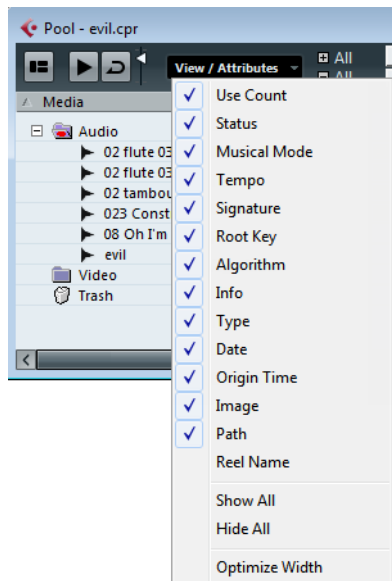 Pool - evil.cpr
View / Attributes
All
All
Media
Audio
02 flute 03
02 flute 03
02 tambou
023 Const
08 Oh I'm
evil
Video
Trash
Use Count
Status
Musical Mode
Tempo
Signature
Root Key
Algorithm
Info
Type
Date
Origin Time
Image
Path
Reel Name
Show All
Hide All
Optimize Width